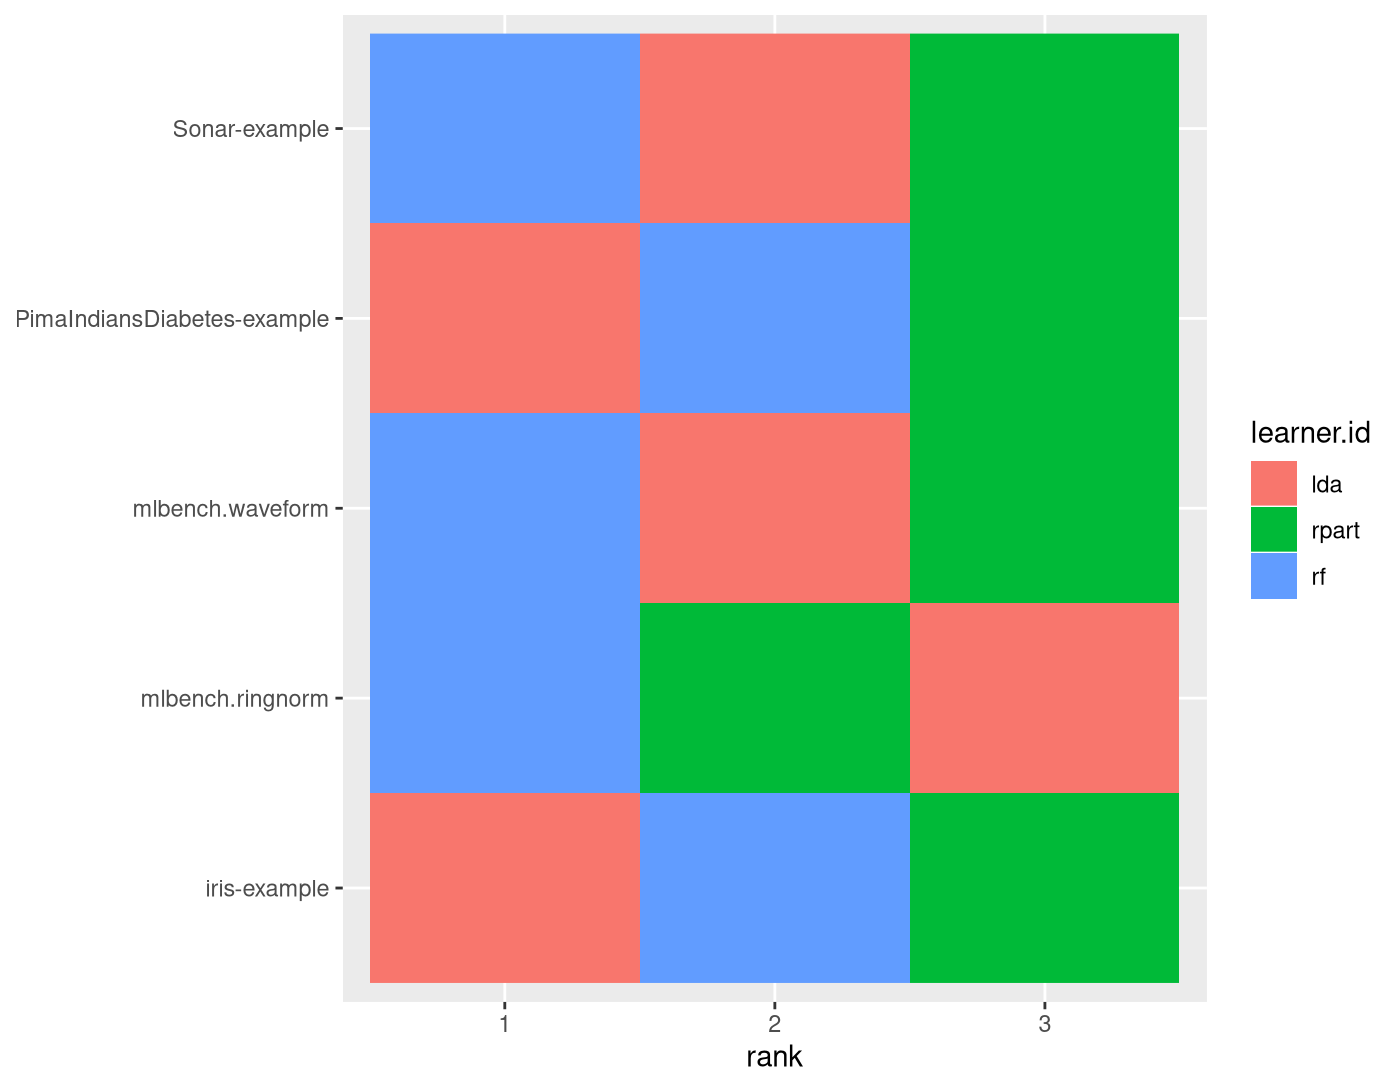 Sonar-example
PimaIndiansDiabetes-example
mlbench.waveform
mlbench.ringnorm
iris-example
1 2 3
rank
learner.id
lda
rpart
rf